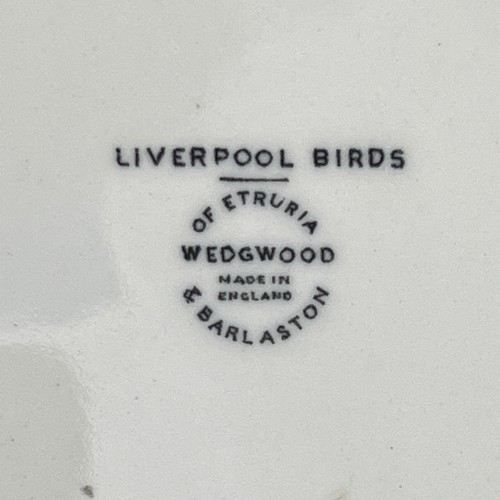 LIVERPOOL BIRDS
OF ETRURIA
WEDGWOOD
MADE IN
ENGLAND
& BARLASTON